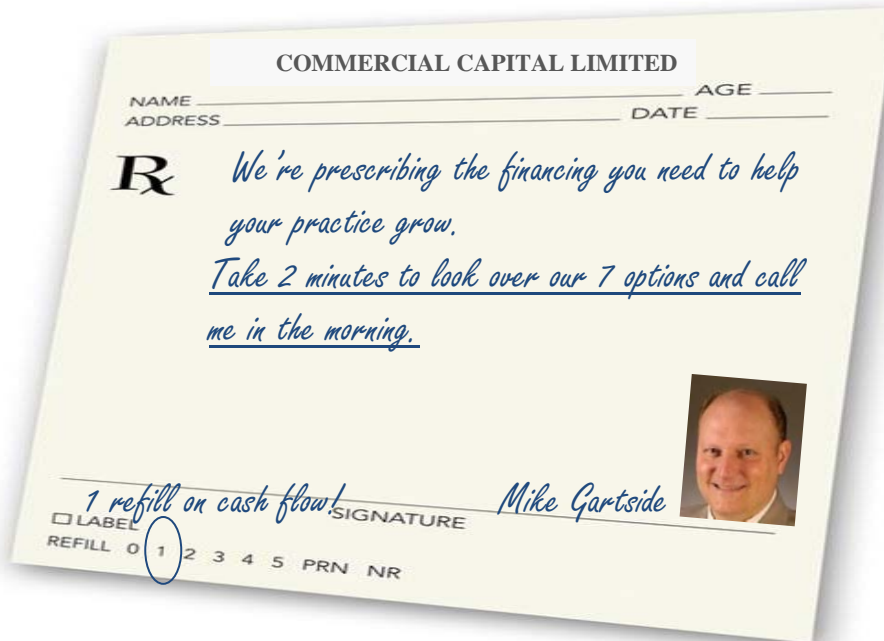 COMMERCIAL CAPITAL LIMITED
NAME AGE
ADDRESS DATE
Rx We're prescribing the financing you need to help
your practice grow.
Take 2 minutes to look over our 7 options and call
me in the morning.
1 refill on cash flow! Mike Gartside
LABEL SIGNATURE
REFILL 0 1 2 3 4 5 PRN NR